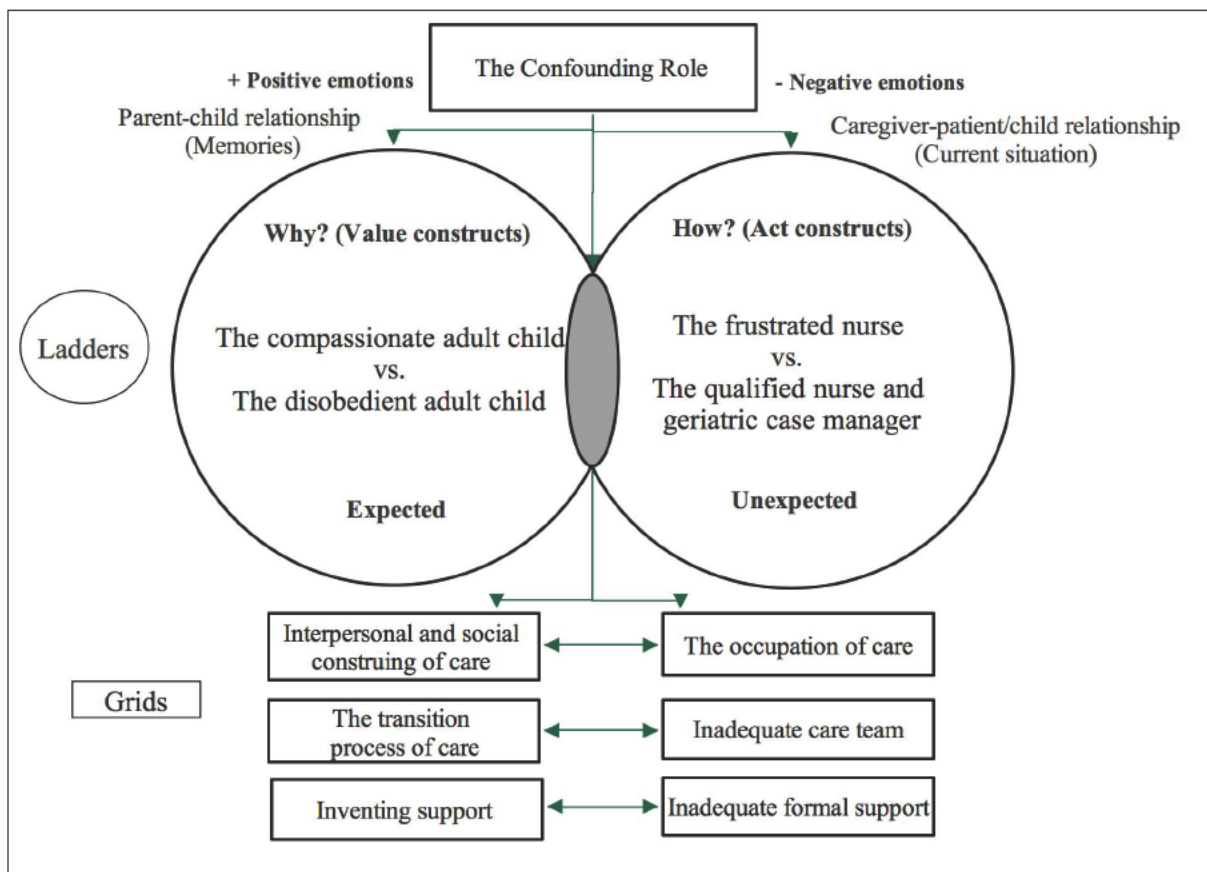 The Confounding Role
+ Positive emotions
- Negative emotions
Parent-child relationship
(Memories)
Caregiver-patient/child relationship
(Current situation)
Why? (Value constructs)
How? (Act constructs)
Ladders
The compassionate adult child
vs.
The disobedient adult child
The frustrated nurse
vs.
The qualified nurse and
geriatric case manager
Expected
Unexpected
Interpersonal and social
construing of care
The occupation of care
Grids
The transition
process of care
Inadequate care team
Inventing support
Inadequate formal support